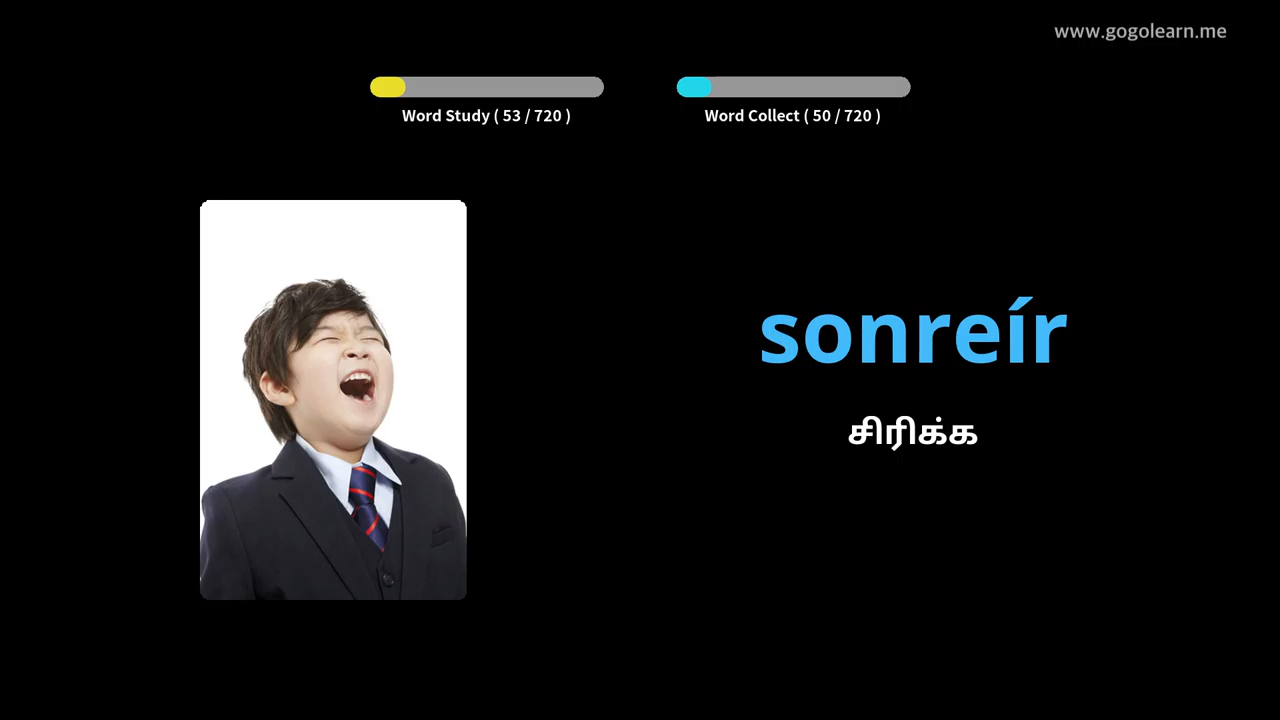 www.gogolearn.me
Word Study ( 53 / 720 )
Word Collect ( 50 / 720 )
sonreír
சிரிக்க